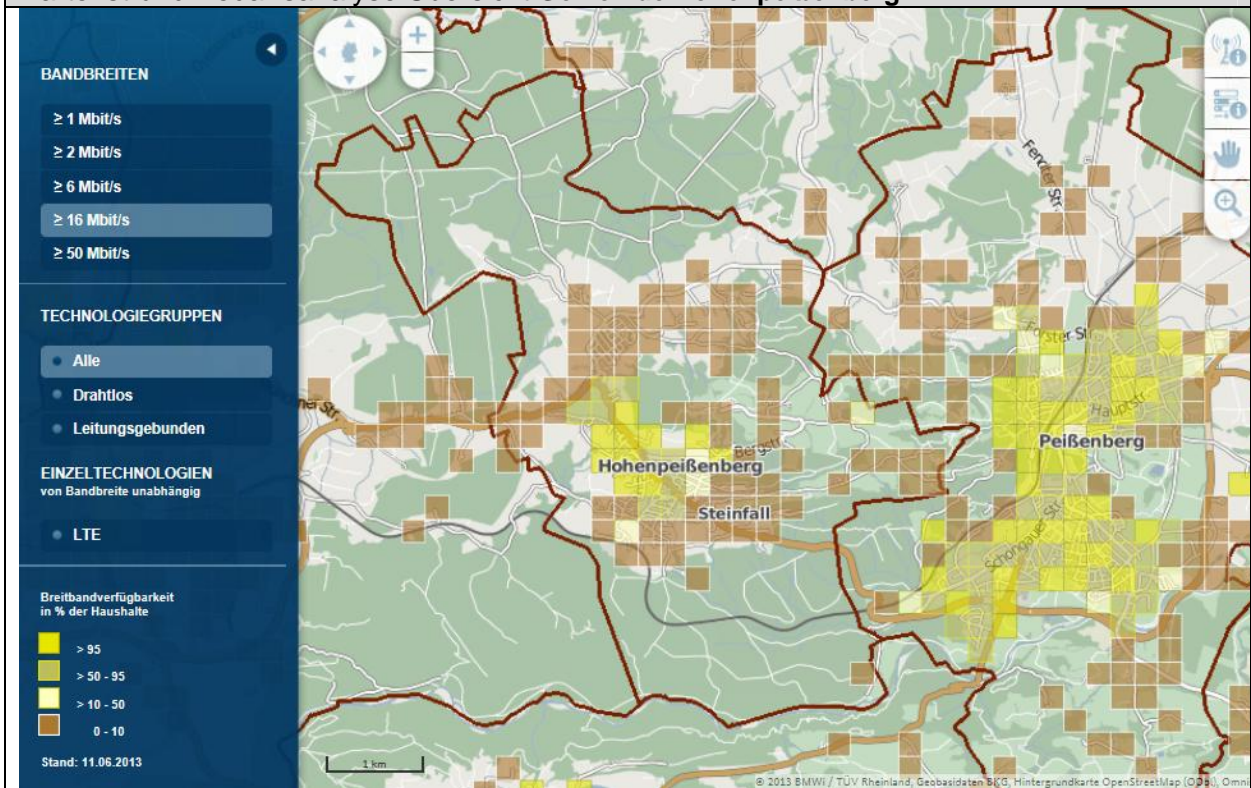 BANDBREITEN
≥ 1 Mbit/s
≥ 2 Mbit/s
≥ 6 Mbit/s
≥ 16 Mbit/s
≥ 50 Mbit/s
TECHNOLOGIEGRUPPEN
Alle
Drahtlos
Leitungsgebunden
EINZELTECHNOLOGIEN
von Bandbreite unabhängig
LTE
Breitbandverfügbarkeit
in % der Haushalte
> 95
> 50 - 95
> 10 - 50
0 - 10
Stand: 11.06.2013
Fendter Str.
Forster Str.
Hauptstr.
Peißenberg
Bergstr.
Hohenpeißenberg
Steinfall
Schongauer Str.
1 km
© 2013 BMWi / TÜV Rheinland, Geobasidaten BKG, Hintergrundkarte OpenStreetMap (ODbL), Omni